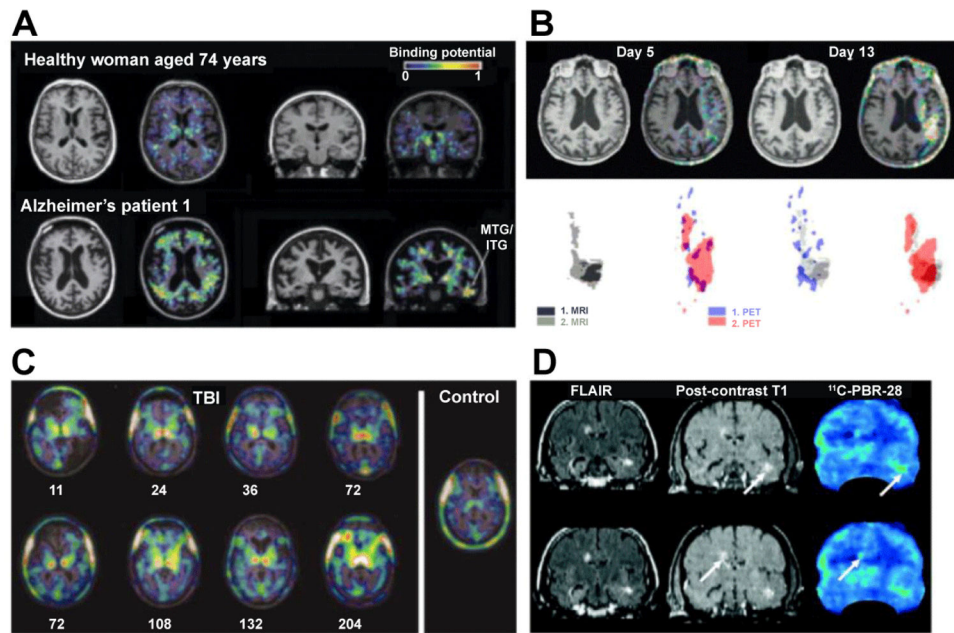 A
Healthy woman aged 74 years
Binding potential
0 1
Alzheimer's patient 1
MTG/
ITG
B
Day 5 Day 13
1. MRI
2. MRI
1. PET
2. PET
C
TBI
Control
11 24 36 72
72 108 132 204
D
FLAIR Post-contrast T1 ¹¹C-PBR-28